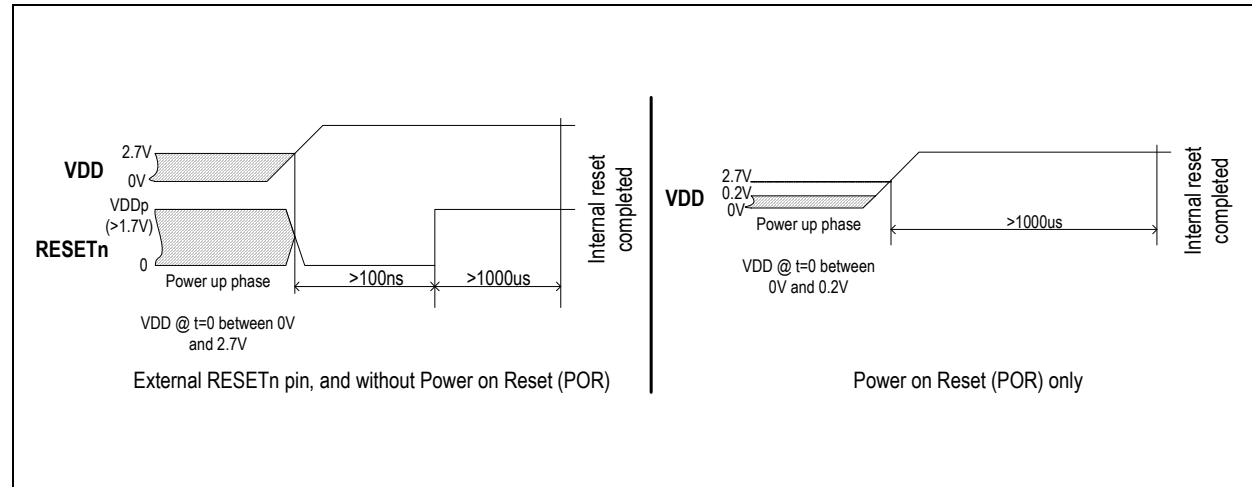 VDD
2.7V
0V
VDDp
(>1.7V)
RESETn
0
Power up phase
>100ns
>1000us
VDD @ t=0 between 0V
and 2.7V
Internal reset
completed
External RESETn pin, and without Power on Reset (POR)
VDD
2.7V
0.2V
0V
Power up phase
>1000us
VDD @ t=0 between
0V and 0.2V
Internal reset
completed
Power on Reset (POR) only